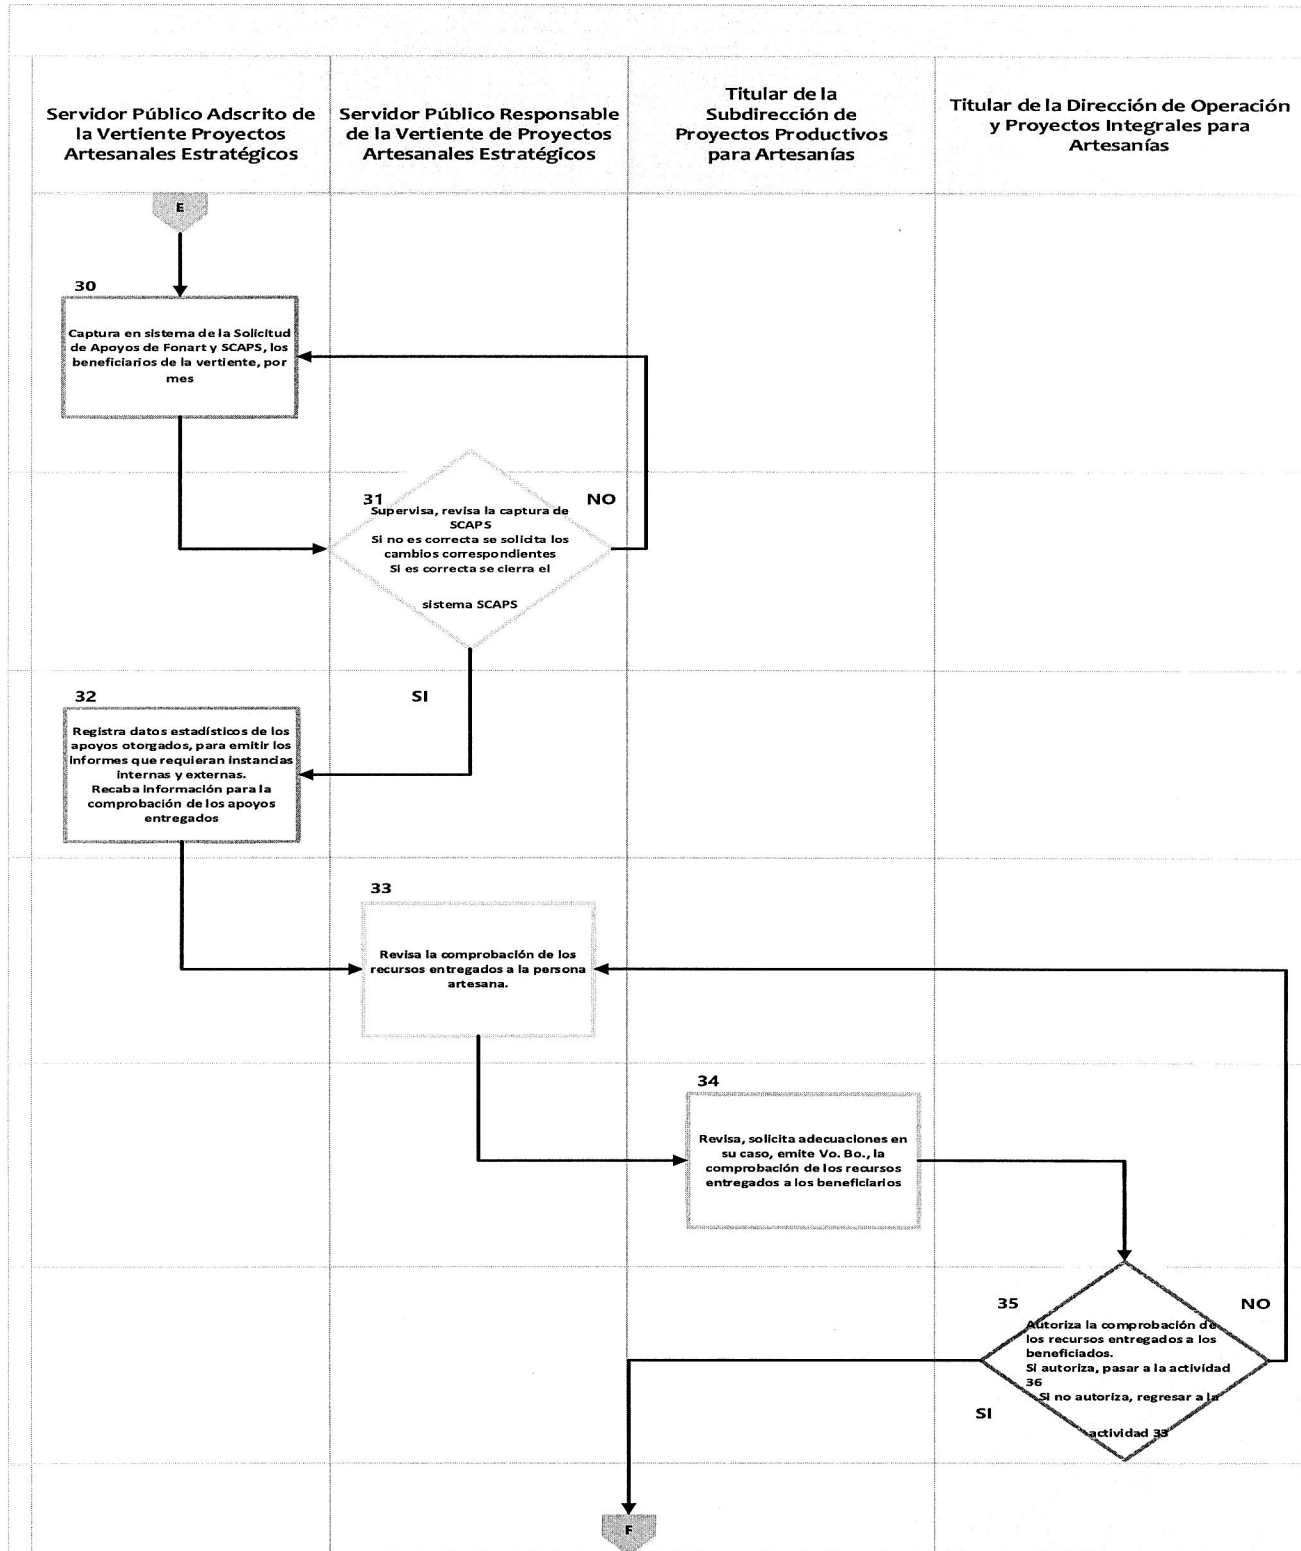 Servidor Público Adscrito de
la Vertiente Proyectos
Artesanales Estratégicos
Servidor Público Responsable
de la Vertiente de Proyectos
Artesanales Estratégicos
Titular de la
Subdirección de
Proyectos Productivos
para Artesanías
Titular de la Dirección de Operación
y Proyectos Integrales para
Artesanías
E
30
Captura en sistema de la Solicitud
de Apoyos de Fonart y SCAPS, los
beneficiarios de la vertiente, por
mes
31
NO
Supervisa, revisa la captura de
SCAPS
Si no es correcta se solicita los
cambios correspondientes
Si es correcta se cierra el
sistema SCAPS
SI
32
Registra datos estadísticos de los
apoyos otorgados, para emitir los
informes que requieran instancias
internas y externas.
Recaba información para la
comprobación de los apoyos
entregados
33
Revisa la comprobación de los
recursos entregados a la persona
artesana.
34
Revisa, solicita adecuaciones en
su caso, emite Vo. Bo., la
comprobación de los recursos
entregados a los beneficiarios
35
NO
Autoriza la comprobación de
los recursos entregados a los
beneficiados.
Si autoriza, pasar a la actividad
36
Si no autoriza, regresar a la
actividad 33
SI
F